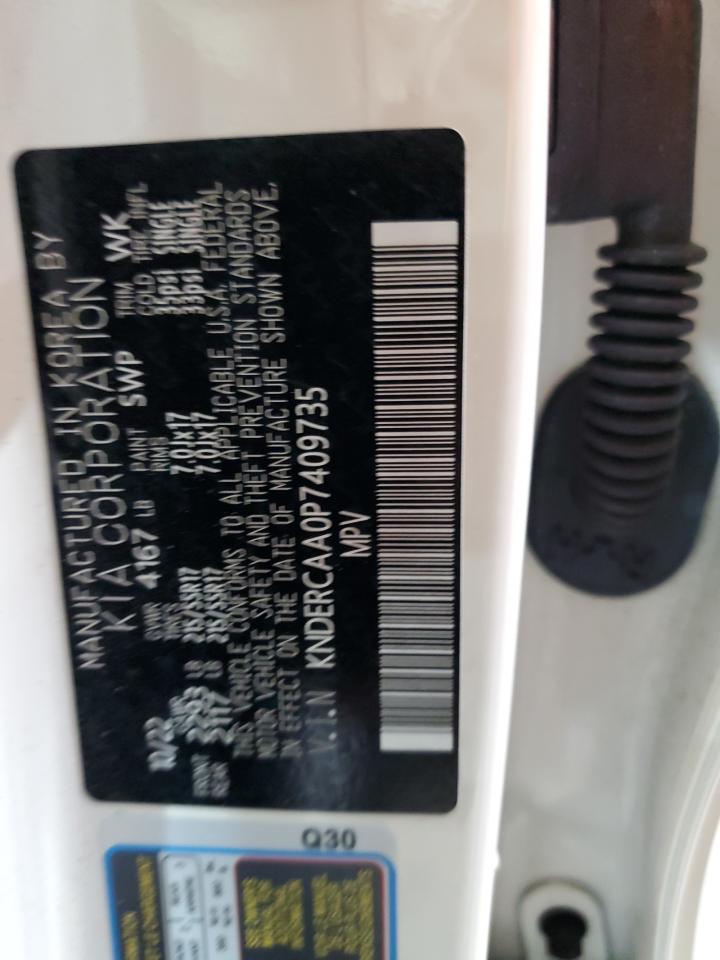 MANUFACTURED IN KOREA BY
KIA CORPORATION
10/22 GVWR 4167 LB PAINT SWP TRIM WK
GAWR TIRES RIMS COLD TIRE INFL
FRONT LB 215/55R17 7.0Jx17 33psi SINGLE
REAR 2117 LB 215/55R17 7.0Jx17 33psi SINGLE
THIS VEHICLE CONFORMS TO ALL APPLICABLE U.S.A. FEDERAL
MOTOR VEHICLE SAFETY AND THEFT PREVENTION STANDARDS
IN EFFECT ON THE DATE OF MANUFACTURE SHOWN ABOVE.
V.I.N KNDERCAA0P7409735
MPV
Q30